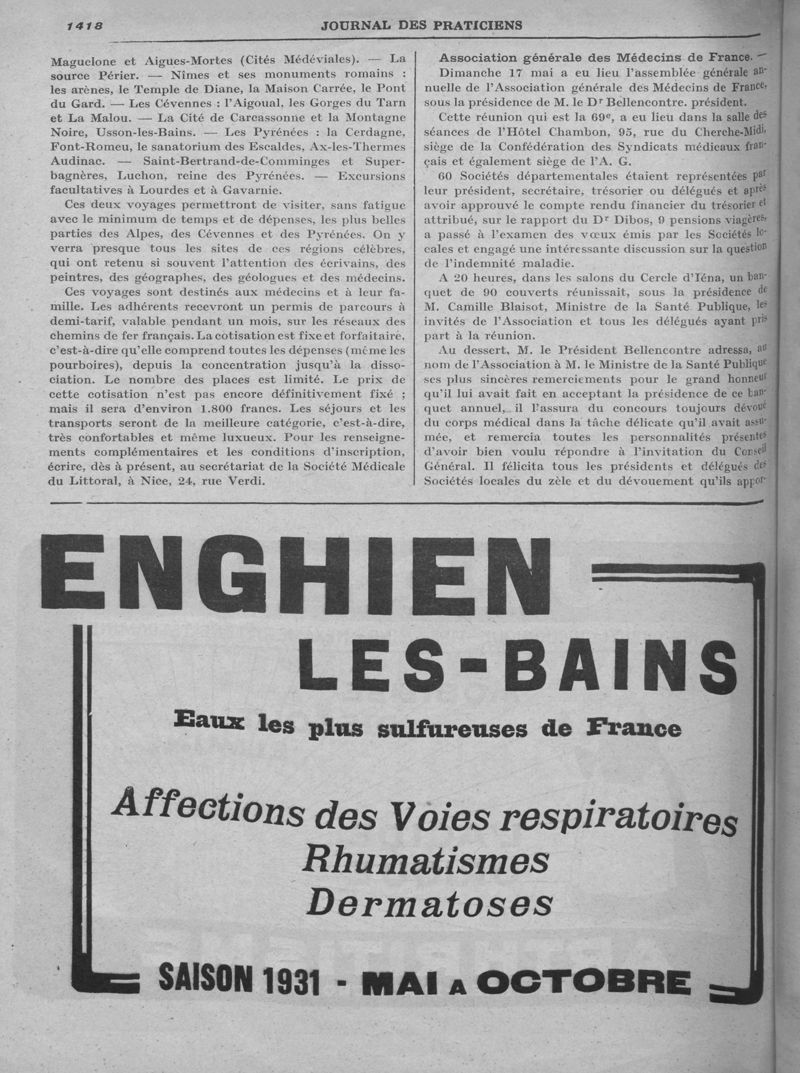 1418
JOURNAL DES PRATICIENS
Maguelone et Aigues-Mortes (Cités Médévales). — La
source Périer. — Nîmes et ses monuments romains :
les arènes, le Temple de Diane, la Maison Carrée, le Pont
du Gard. — Les Cévennes : l'Aigoual, les Gorges du Tarn
et La Malou. — La Cité de Carcassonne et la Montagne
Noire, Usson-les-Bains. — Les Pyrénées : la Cerdagne,
Font-Romeu, le sanatorium des Escaldes, Ax-les-Thermes
Audinac. — Saint-Bertrand-de-Comminges et Super-
bagnères, Luchon, reine des Pyrénées. — Excursions
facultatives à Lourdes et à Gavarnie.
Ces deux voyages permettront de visiter, sans fatigue
avec le minimum de temps et de dépenses, les plus belles
parties des Alpes, des Cévennes et des Pyrénées. On y
verra presque tous les sites de ces régions célèbres,
qui ont retenu si souvent l'attention des écrivains, des
peintres, des géographes, des géologues et des médecins.
Ces voyages sont destinés aux médecins et à leur fa-
mille. Les adhérents recevront un permis de parcours à
demi-tarif, valable pendant un mois, sur les réseaux des
chemins de fer français. La cotisation est fixe et forfaitaire,
c'est-à-dire qu'elle comprend toutes les dépenses (même les
pourboires), depuis la concentration jusqu'à la disso-
ciation. Le nombre des places est limité. Le prix de
cette cotisation n'est pas encore définitivement fixé ;
mais il sera d'environ 1.800 francs. Les séjours et les
transports seront de la meilleure catégorie, c'est-à-dire,
très confortables et même luxueux. Pour les renseigne-
ments complémentaires et les conditions d'inscription,
écrire, dès à présent, au secrétariat de la Société Médicale
du Littoral, à Nice, 24, rue Verdi.
Association générale des Médecins de France. —
Dimanche 17 mai a eu lieu l'assemblée générale an-
nuelle de l'Association générale des Médecins de France,
sous la présidence de M. le Dr Bellencontre. président.
Cette réunion qui est la 69e, a eu lieu dans la salle des
séances de l'Hôtel Chambon, 95, rue du Cherche-Midi,
siège de la Confédération des Syndicats médicaux fran-
çais et également siège de l'A. G.
60 Sociétés départementales étaient représentées par
leur président, secrétaire, trésorier ou délégués et après
avoir approuvé le compte rendu financier du trésorier et
attribué, sur le rapport du Dr Dibos, 9 pensions viagères,
a passé à l'examen des vœux émis par les Sociétés lo-
cales et engagé une intéressante discussion sur la question
de l'indemnité maladie.
A 20 heures, dans les salons du Cercle d'Iéna, un ban-
quet de 90 couverts réunissait, sous la présidence de
M. Camille Blaisot, Ministre de la Santé Publique, les
invités de l'Association et tous les délégués ayant pris
part à la réunion.
Au dessert, M. le Président Bellencontre adressa, au
nom de l'Association à M. le Ministre de la Santé Publique
ses plus sincères remerciements pour le grand honneur
qu'il lui avait fait en acceptant la présidence de ce ban-
quet annuel, il l'assura du concours toujours dévoué
du corps médical dans la tâche délicate qu'il avait assu-
mée, et remercia toutes les personnalités présentes
d'avoir bien voulu répondre à l'invitation du Conseil
Général. Il félicita tous les présidents et délégués des
Sociétés locales du zèle et du dévouement qu'ils appor-
ENGHIEN
LES-BAINS
Eaux les plus sulfureuses de France
Affections des Voies respiratoires
Rhumatismes
Dermatoses
SAISON 1931 - MAI A OCTOBRE